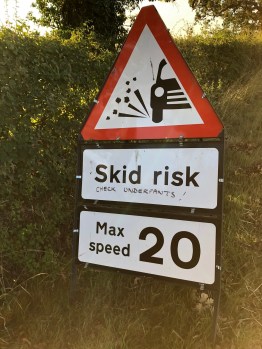 Skid risk
CHECK UNDERPANTS!
Max
speed 20